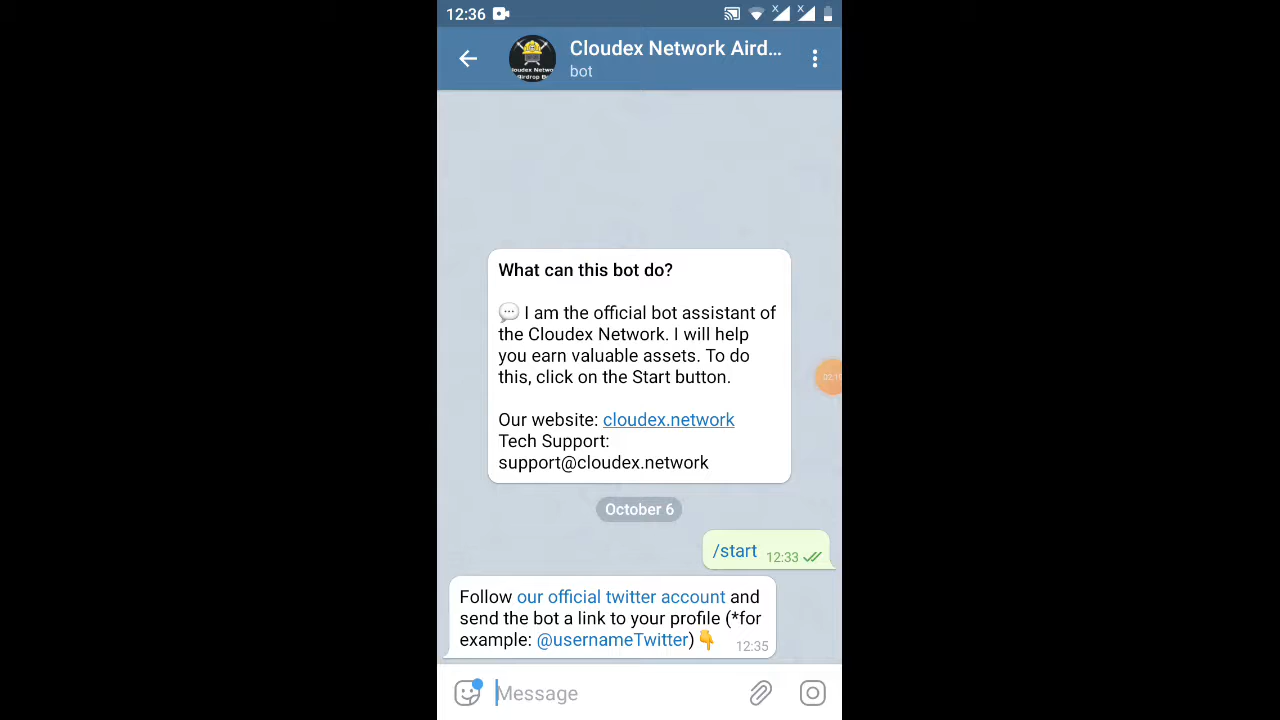 12:36
Cloudex Network Aird...
bot
What can this bot do?
💬 I am the official bot assistant of
the Cloudex Network. I will help
you earn valuable assets. To do
this, click on the Start button.
Our website: cloudex.network
Tech Support:
support@cloudex.network
October 6
/start 12:33
Follow our official twitter account and
send the bot a link to your profile (*for
example: @usernameTwitter)👇 12:35
Message